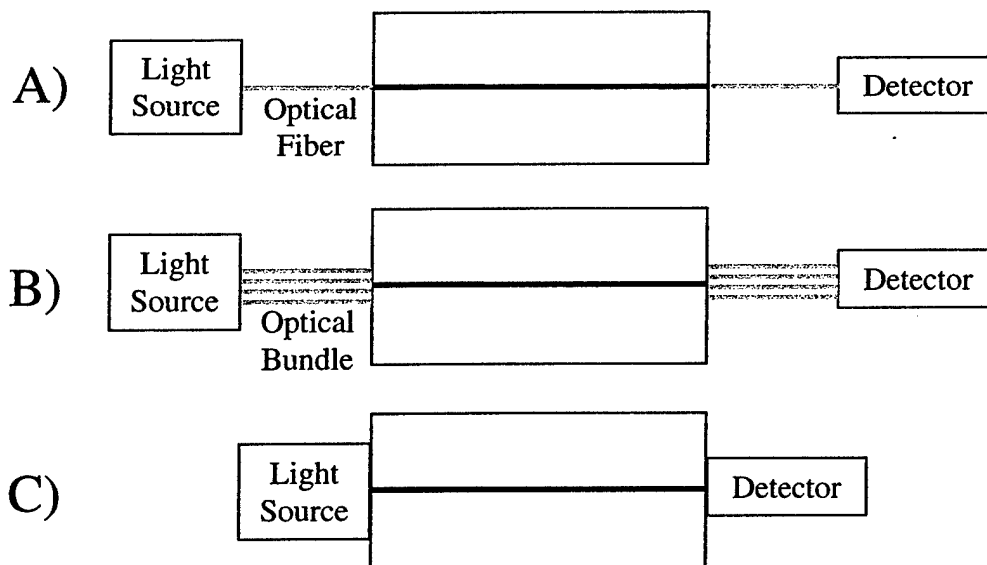 A)
Light
Source
Optical
Fiber
Detector
B)
Light
Source
Optical
Bundle
Detector
C)
Light
Source
Detector